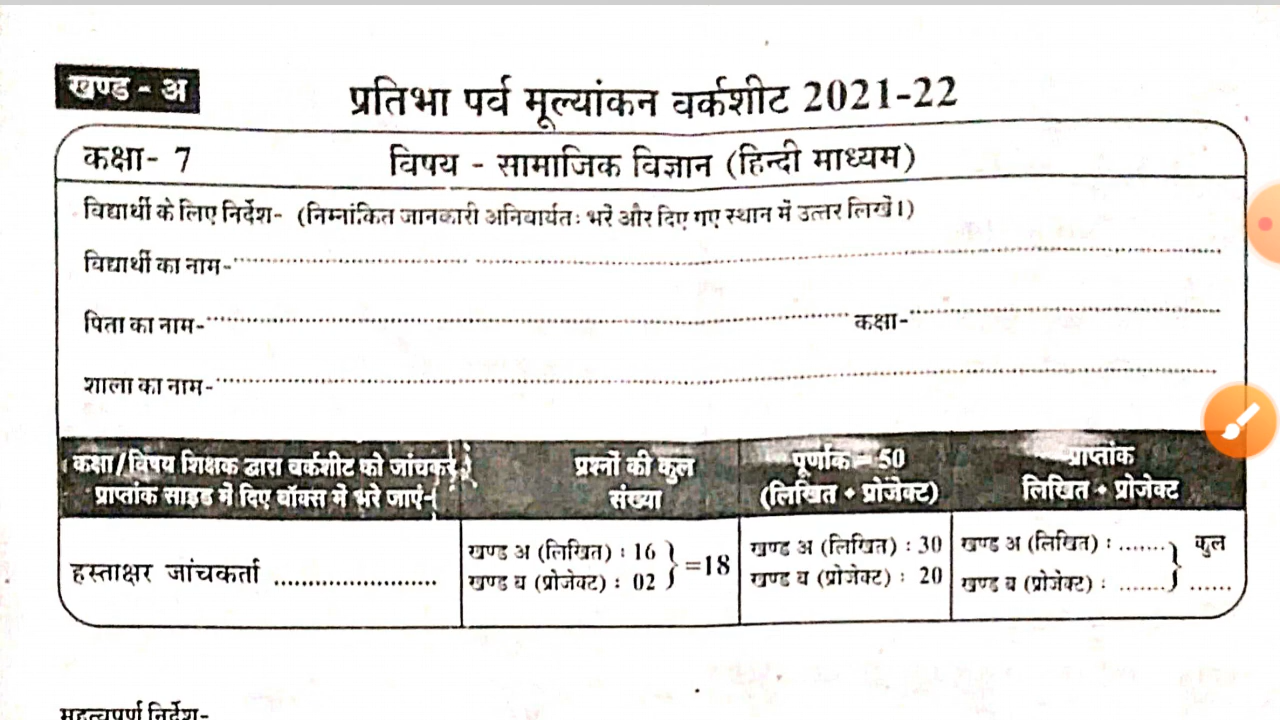 खण्ड - अ
प्रतिभा पर्व मूल्यांकन वर्कशीट 2021-22
कक्षा- 7 विषय - सामाजिक विज्ञान (हिन्दी माध्यम)
विद्यार्थी के लिए निर्देश- (निम्नांकित जानकारी अनिवार्यतः भरें और दिए गए स्थान में उत्तर लिखें।)
विद्यार्थी का नाम-
पिता का नाम- कक्षा-
शाला का नाम-
कक्षा/विषय शिक्षक द्वारा वर्कशीट को जांचकर
प्राप्तांक साइड में दिए बॉक्स में भरे जाएं-
प्रश्नों की कुल
संख्या
पूर्णांक = 50
(लिखित + प्रोजेक्ट)
प्राप्तांक
लिखित + प्रोजेक्ट
हस्ताक्षर जांचकर्ता ........................
खण्ड अ (लिखित) : 16
खण्ड ब (प्रोजेक्ट) : 02
} =18
खण्ड अ (लिखित) : 30
खण्ड ब (प्रोजेक्ट) : 20
खण्ड अ (लिखित) : ....... } कुल
खण्ड ब (प्रोजेक्ट) : ....... ......
महत्वपूर्ण निर्देश-